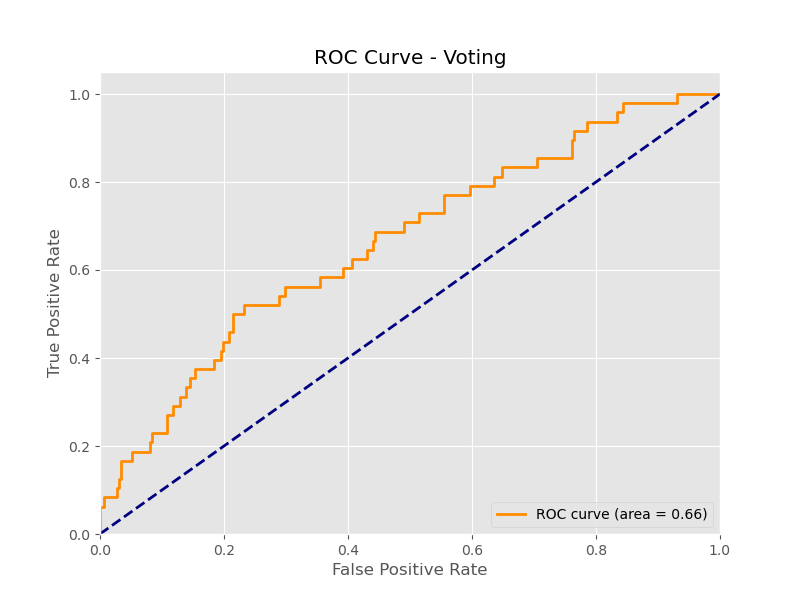 ROC Curve - Voting
True Positive Rate
1.0
0.8
0.6
0.4
0.2
0.0
0.0 0.2 0.4 0.6 0.8 1.0
False Positive Rate
ROC curve (area = 0.66)